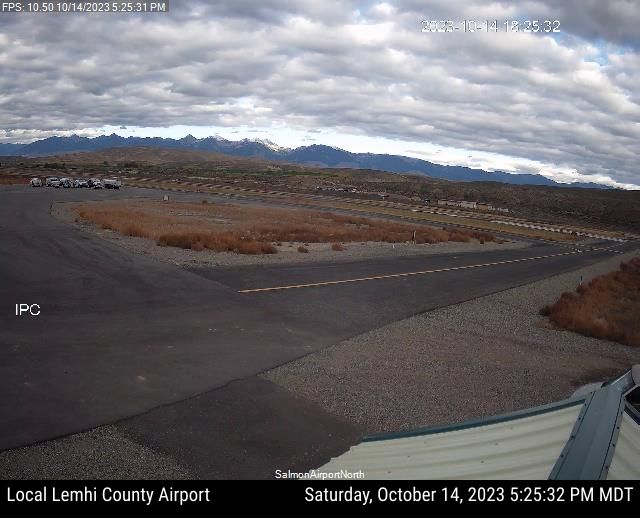 FPS: 10.50 10/14/2023 5:25:31 PM
2023-10-14 18:25:32
IPC
SalmonAirportNorth
Local Lemhi County Airport
Saturday, October 14, 2023 5:25:32 PM MDT